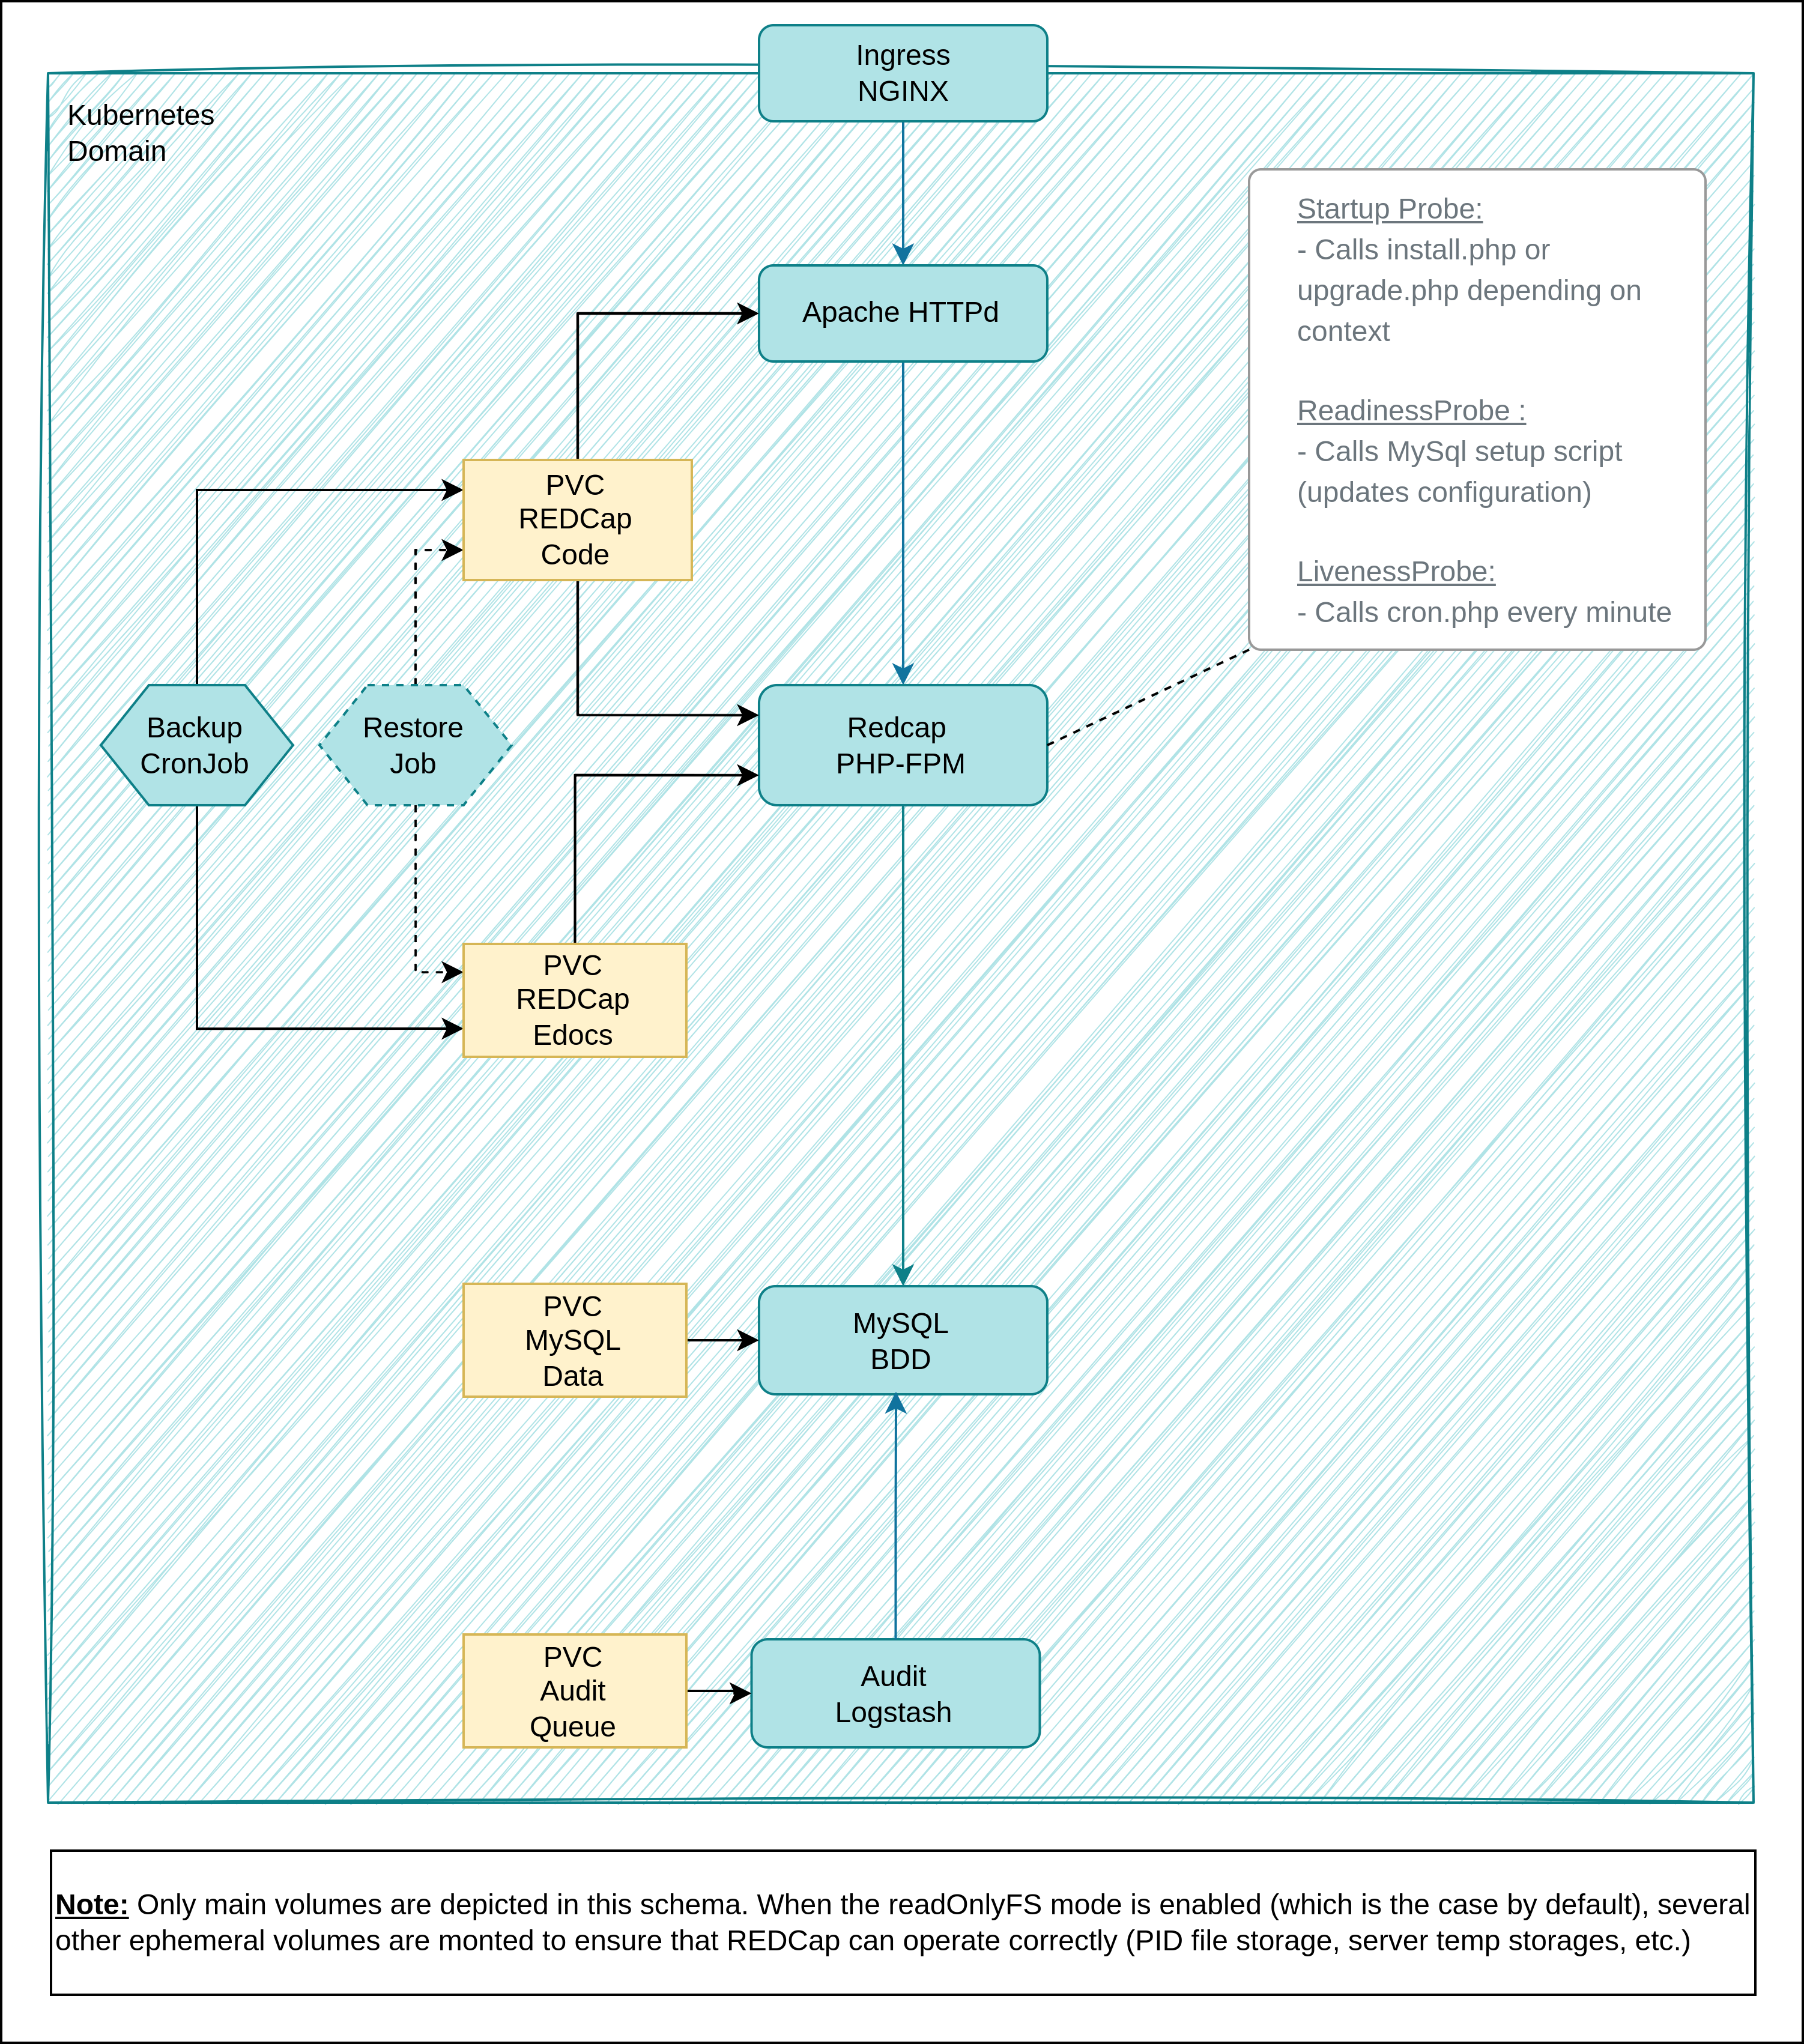 Ingress
NGINX
Kubernetes
Domain
Startup Probe:
- Calls install.php or
upgrade.php depending on
context
ReadinessProbe :
- Calls MySql setup script
(updates configuration)
LivenessProbe:
- Calls cron.php every minute
Apache HTTPd
PVC
REDCap
Code
Backup
CronJob
Restore
Job
Redcap
PHP-FPM
PVC
REDCap
Edocs
PVC
MySQL
Data
MySQL
BDD
PVC
Audit
Queue
Audit
Logstash
Note: Only main volumes are depicted in this schema. When the readOnlyFS mode is enabled (which is the case by default), several
other ephemeral volumes are monted to ensure that REDCap can operate correctly (PID file storage, server temp storages, etc.)